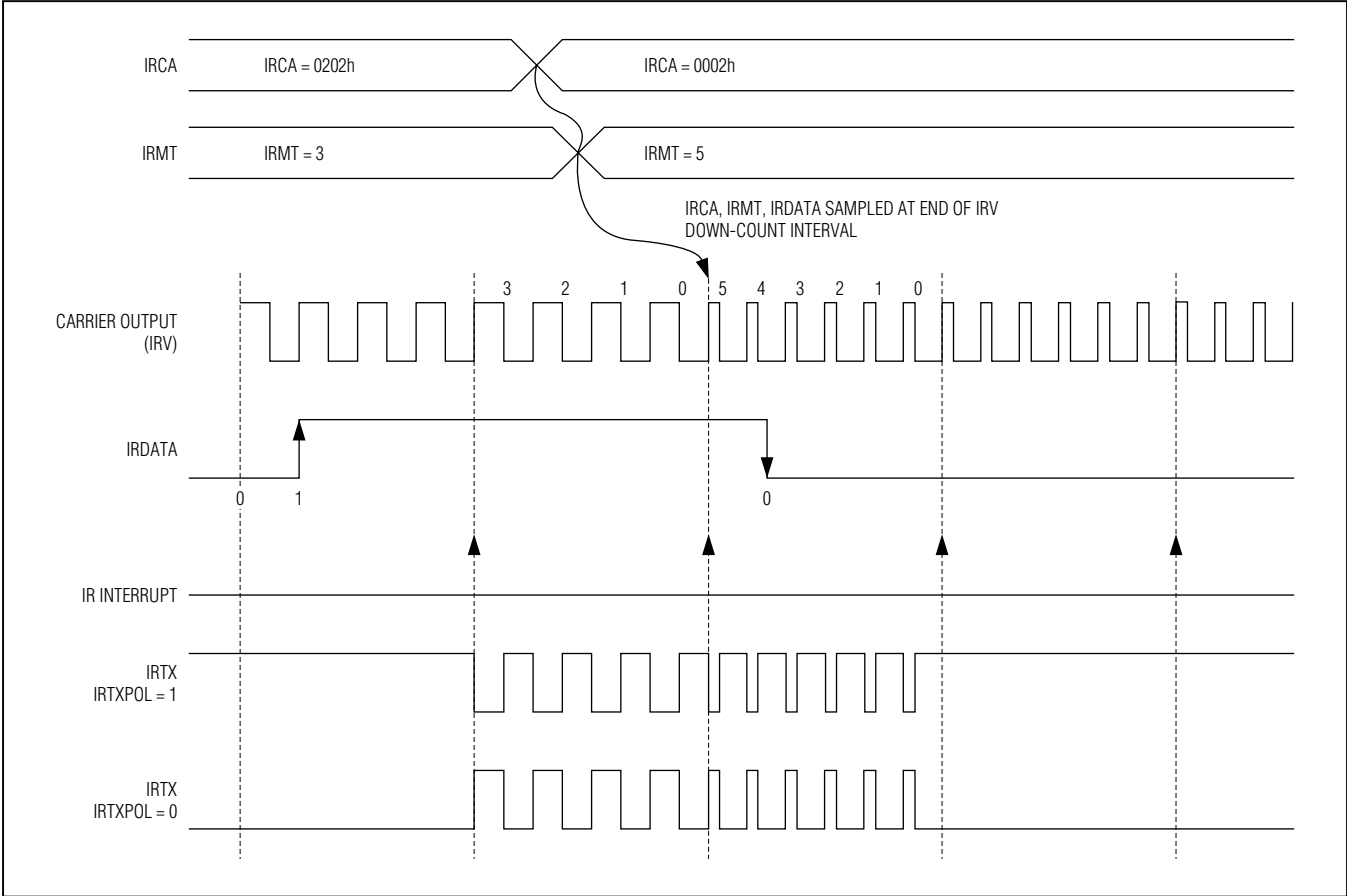 IRCA
IRCA = 0202h
IRCA = 0002h
IRMT
IRMT = 3
IRMT = 5
IRCA, IRMT, IRDATA SAMPLED AT END OF IRV
DOWN-COUNT INTERVAL
3 2 1 0 5 4 3 2 1 0
CARRIER OUTPUT
(IRV)
IRDATA
0 1 0
IR INTERRUPT
IRTX
IRTXPOL = 1
IRTX
IRTXPOL = 0